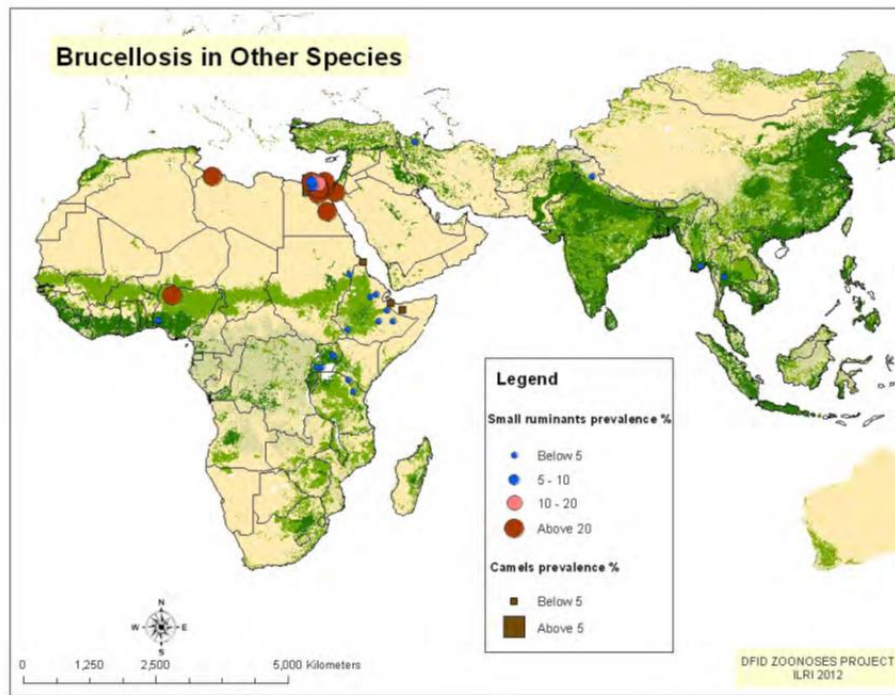 Brucellosis in Other Species
Legend
Small ruminants prevalence %
Below 5
5 - 10
10 - 20
Above 20
Camels prevalence %
Below 5
Above 5
N
W E
S
0 1,250 2,500 5,000 Kilometers
DFID ZOONOSES PROJECT
ILRI 2012